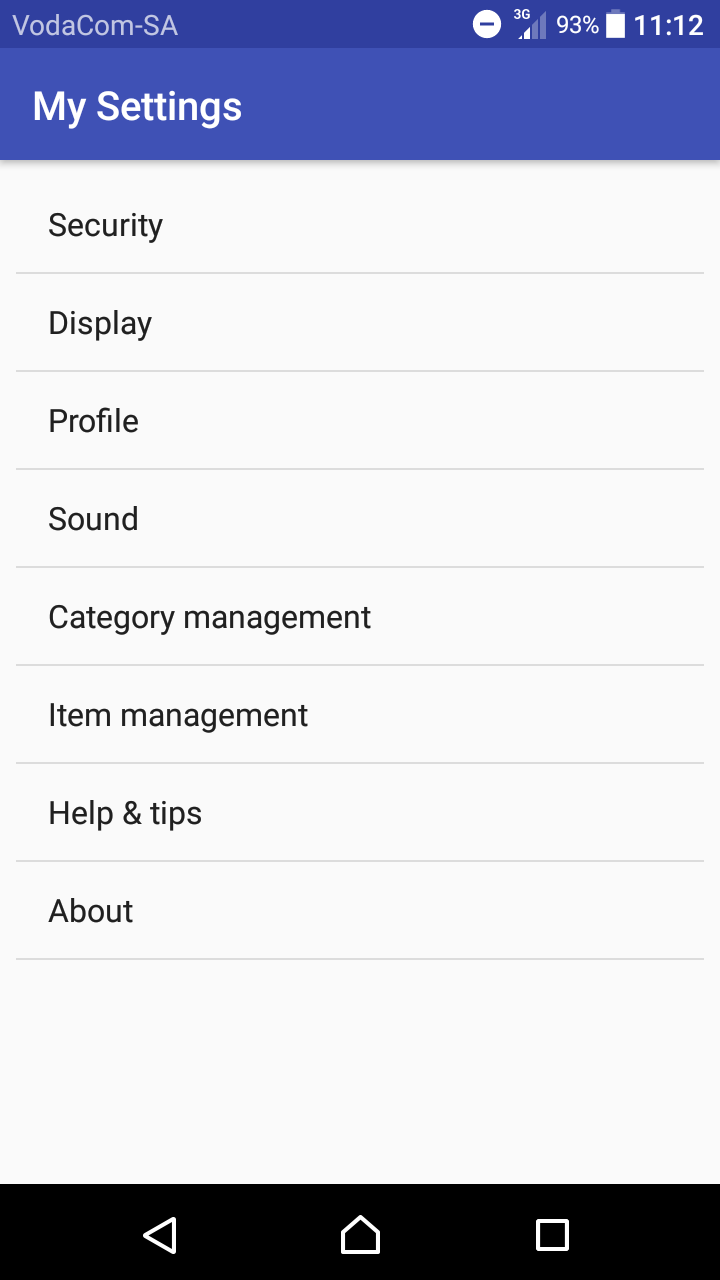 VodaCom-SA 3G 93% 11:12
My Settings
Security
Display
Profile
Sound
Category management
Item management
Help & tips
About